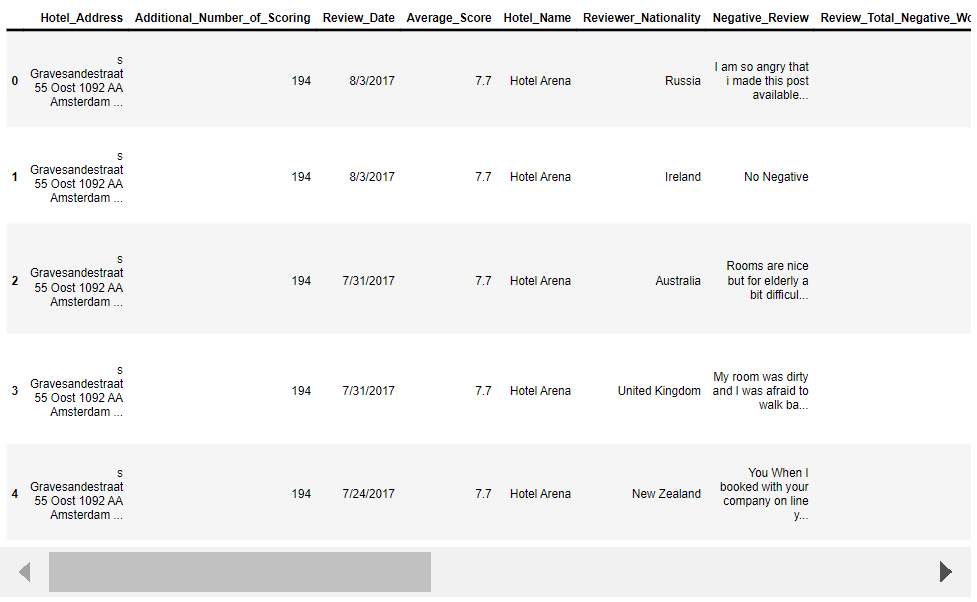 Hotel_Address Additional_Number_of_Scoring Review_Date Average_Score Hotel_Name Reviewer_Nationality Negative_Review Review_Total_Negative_Wo
0 s Gravesandestraat 55 Oost 1092 AA Amsterdam ... 194 8/3/2017 7.7 Hotel Arena Russia I am so angry that i made this post available...
1 s Gravesandestraat 55 Oost 1092 AA Amsterdam ... 194 8/3/2017 7.7 Hotel Arena Ireland No Negative
2 s Gravesandestraat 55 Oost 1092 AA Amsterdam ... 194 7/31/2017 7.7 Hotel Arena Australia Rooms are nice but for elderly a bit difficul...
3 s Gravesandestraat 55 Oost 1092 AA Amsterdam ... 194 7/31/2017 7.7 Hotel Arena United Kingdom My room was dirty and I was afraid to walk ba...
4 s Gravesandestraat 55 Oost 1092 AA Amsterdam ... 194 7/24/2017 7.7 Hotel Arena New Zealand You When I booked with your company on line y...